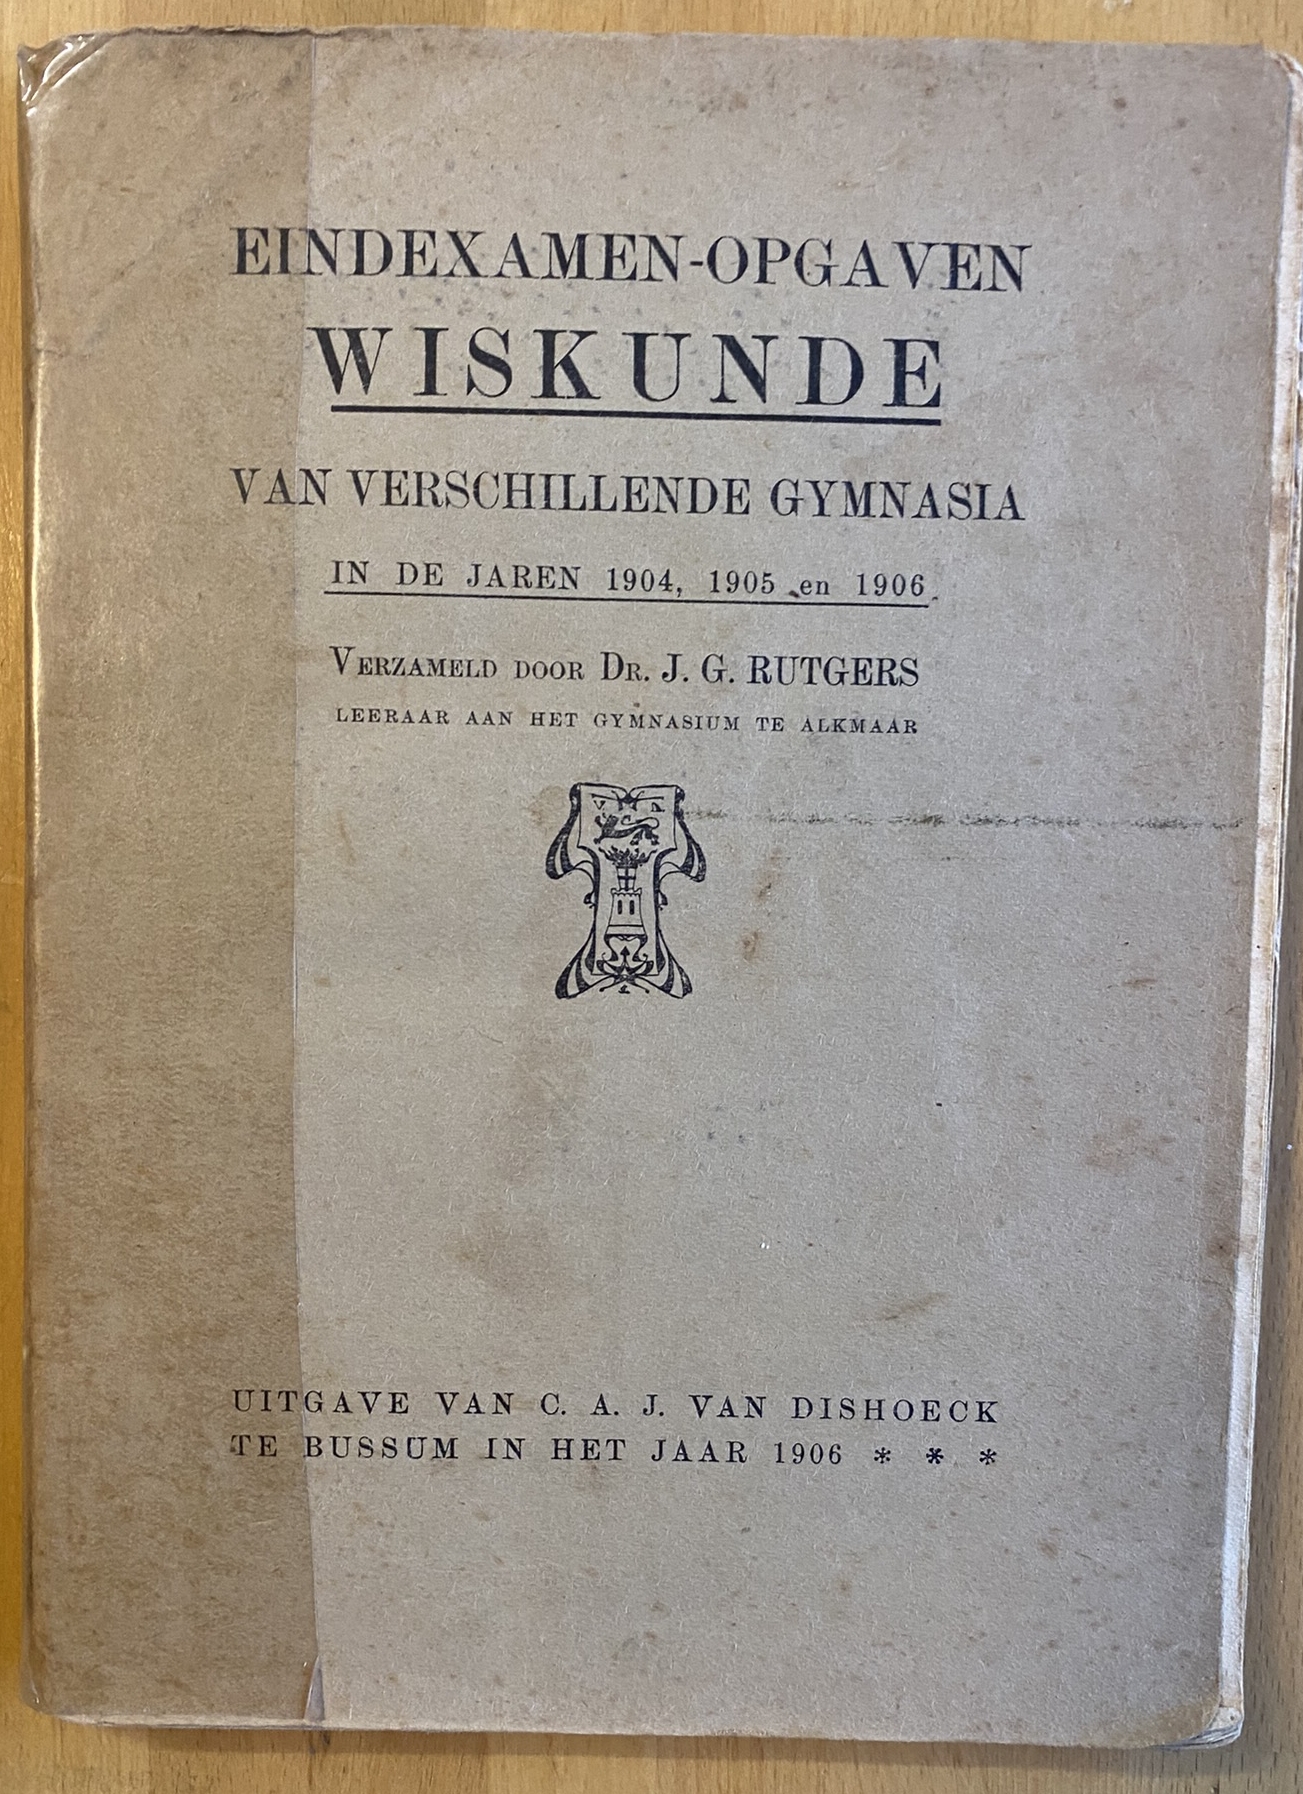 EINDEXAMEN-OPGAVEN
WISKUNDE
VAN VERSCHILLENDE GYMNASIA
IN DE JAREN 1904, 1905 en 1906.
VERZAMELD DOOR DR. J. G. RUTGERS
LEERAAR AAN HET GYMNASIUM TE ALKMAAR
V D
UITGAVE VAN C. A. J. VAN DISHOECK
TE BUSSUM IN HET JAAR 1906 * * *